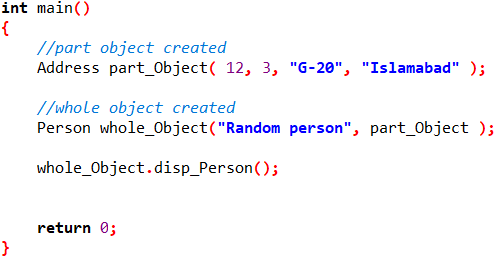 int main()
{
//part object created
Address part_Object( 12, 3, "G-20", "Islamabad" );
//whole object created
Person whole_Object("Random person", part_Object );
whole_Object.disp_Person();
return 0;
}